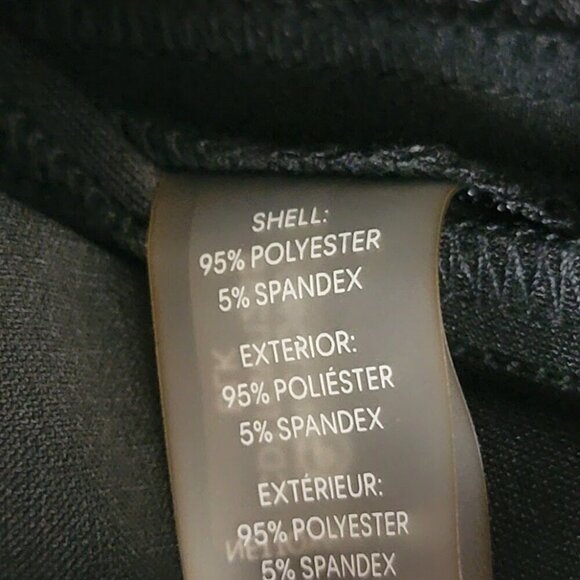 SHELL:
95% POLYESTER
5% SPANDEX
EXTERIOR:
95% POLIÉSTER
5% SPANDEX
EXTÉRIEUR:
95% POLYESTER
5% SPANDEX